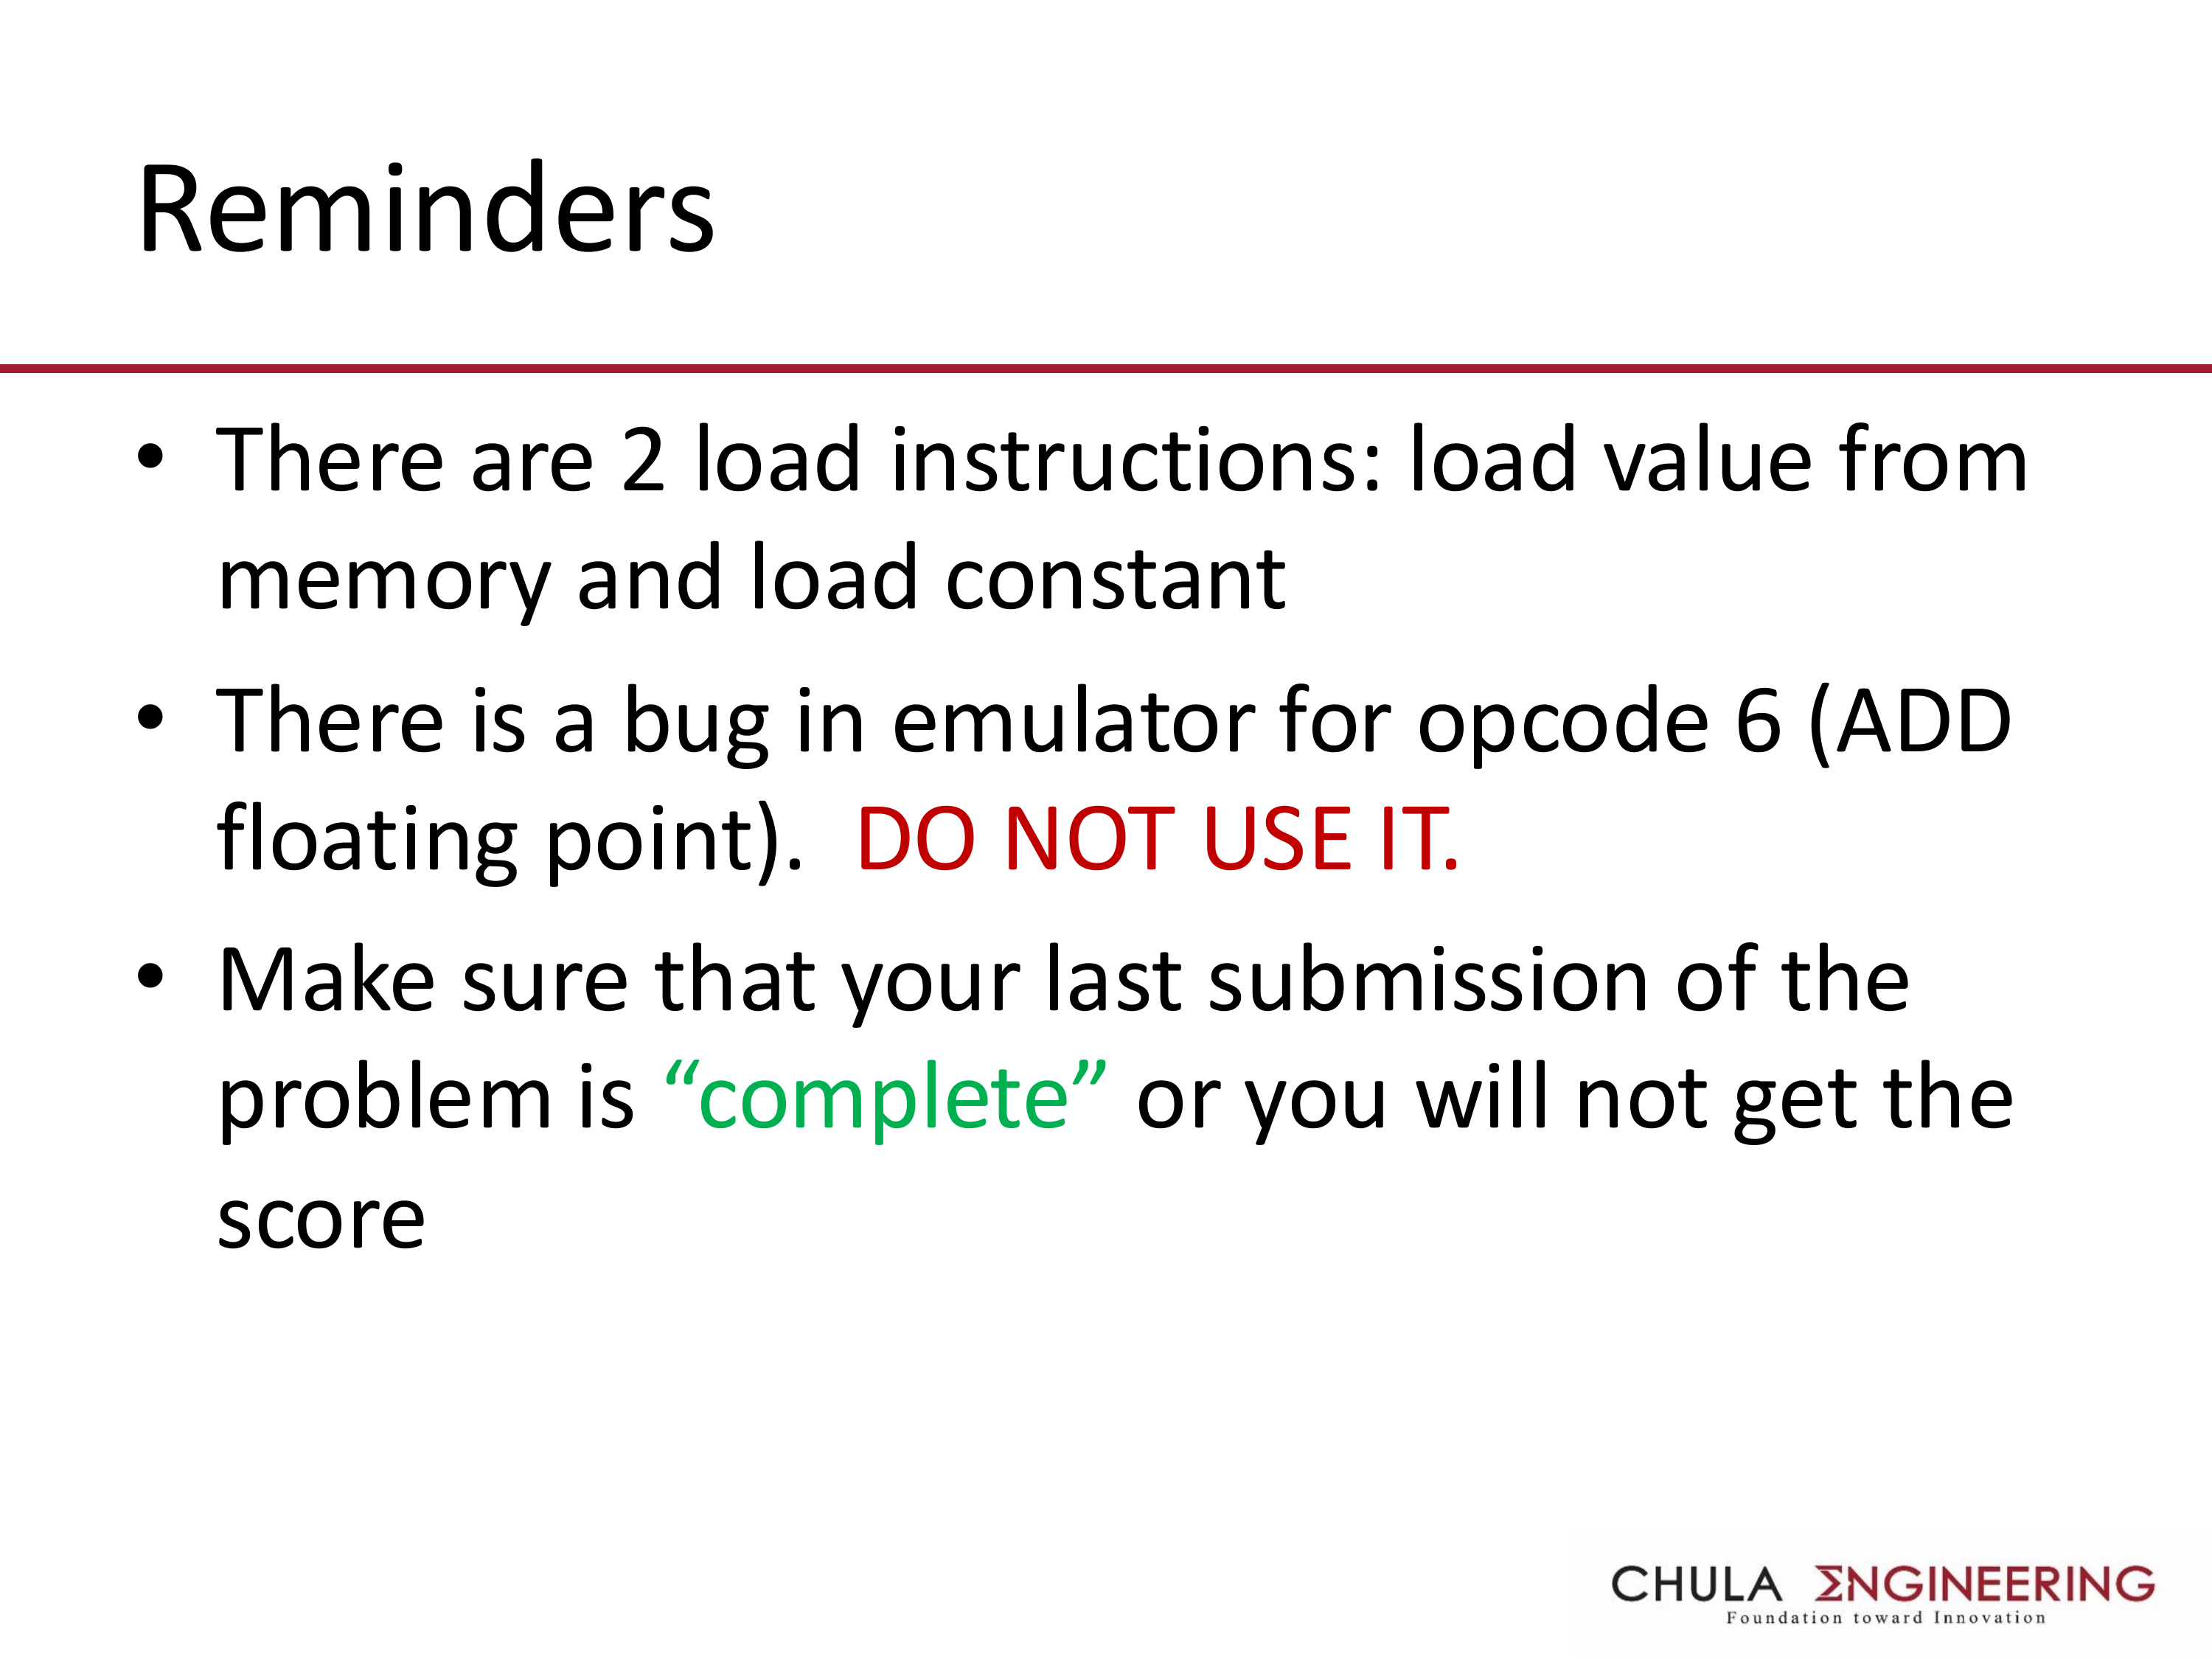 Reminders
• There are 2 load instructions: load value from
memory and load constant
• There is a bug in emulator for opcode 6 (ADD
floating point). DO NOT USE IT.
• Make sure that your last submission of the
problem is “complete” or you will not get the
score
CHULA ΣNGINEERING
Foundation toward Innovation